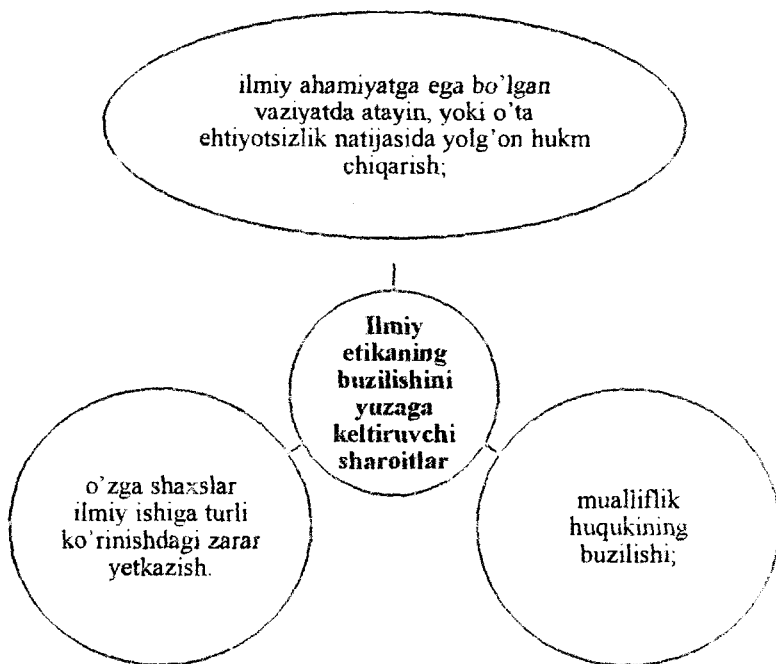 ilmiy ahamiyatga ega bo'lgan
vaziyatda atayin, yoki o'ta
ehtiyotsizlik natijasida yolg'on hukm
chiqarish;
Ilmiy
etikaning
buzilishini
yuzaga
keltiruvchi
sharoitlar
o'zga shaxslar
ilmiy ishiga turli
ko'rinishdagi zarar
yetkazish.
mualliflik
huqukining
buzilishi;